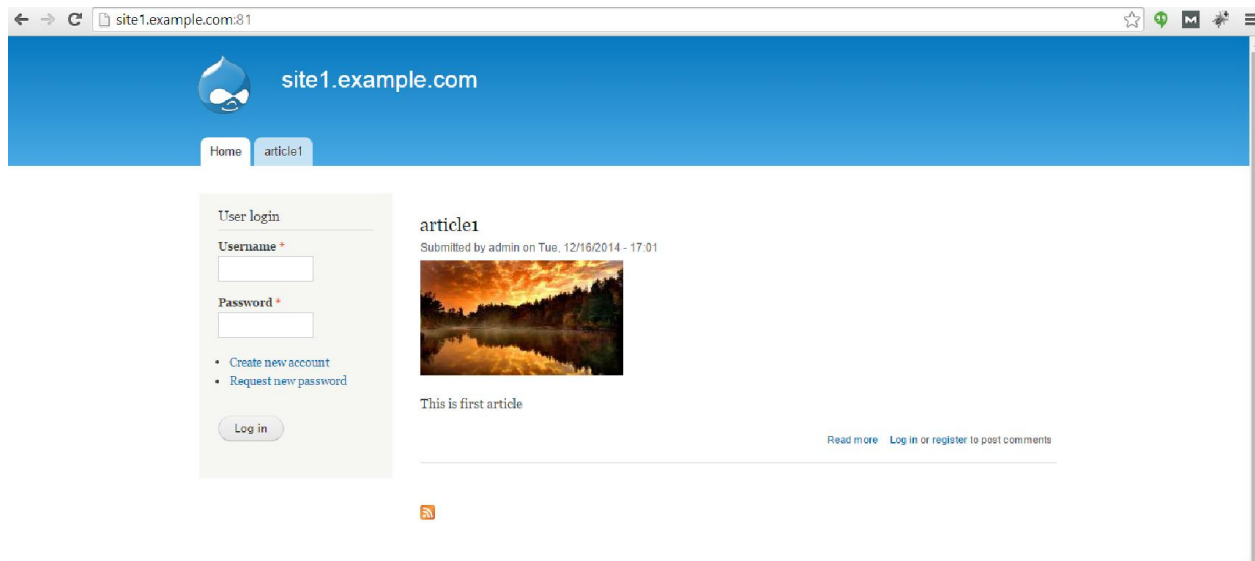 site1.example.com:81
site1.example.com
Home article1
User login
Username *
Password *
Create new account
Request new password
Log in
article1
Submitted by admin on Tue, 12/16/2014 - 17:01
This is first article
Read more Log in or register to post comments